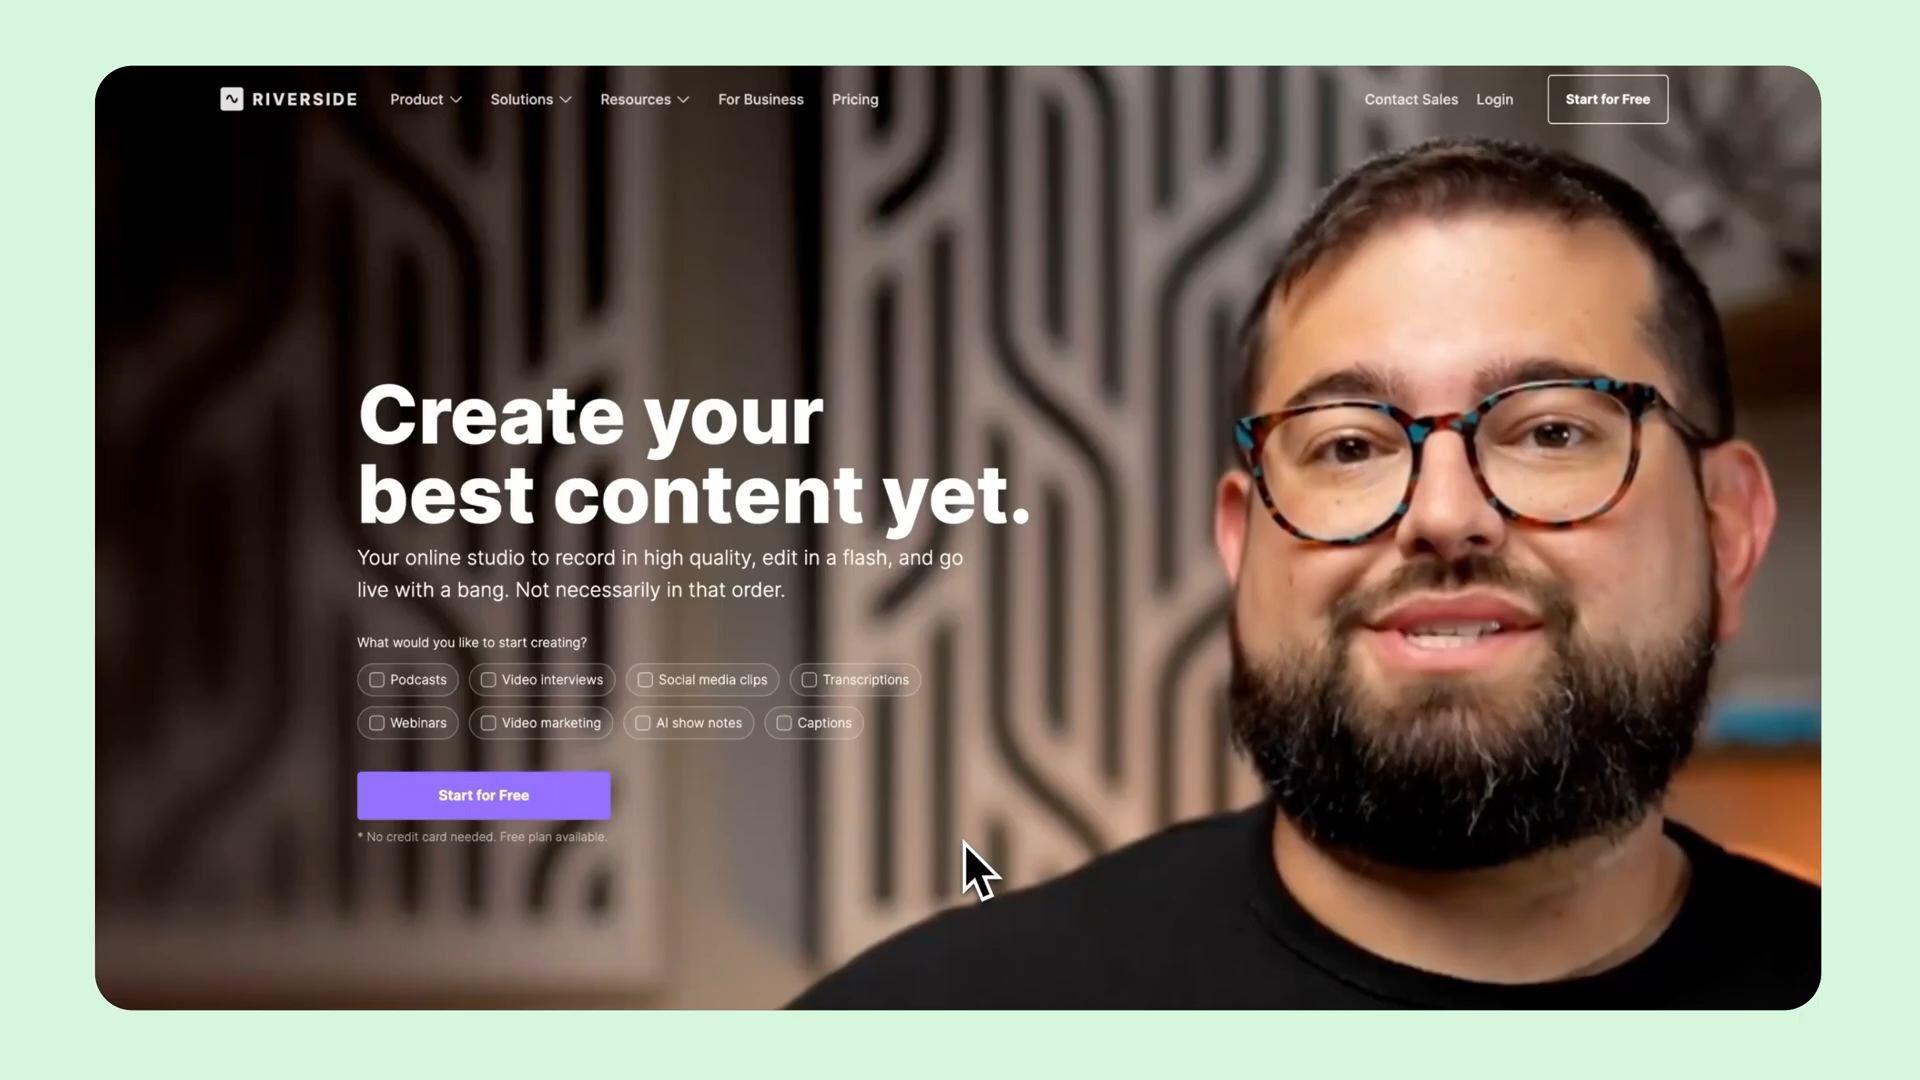 RIVERSIDE Product Solutions Resources For Business Pricing Contact Sales Login Start for Free
Create your
best content yet.
Your online studio to record in high quality, edit in a flash, and go
live with a bang. Not necessarily in that order.
What would you like to start creating?
Podcasts Video interviews Social media clips Transcriptions
Webinars Video marketing AI show notes Captions
Start for Free
* No credit card needed. Free plan available.